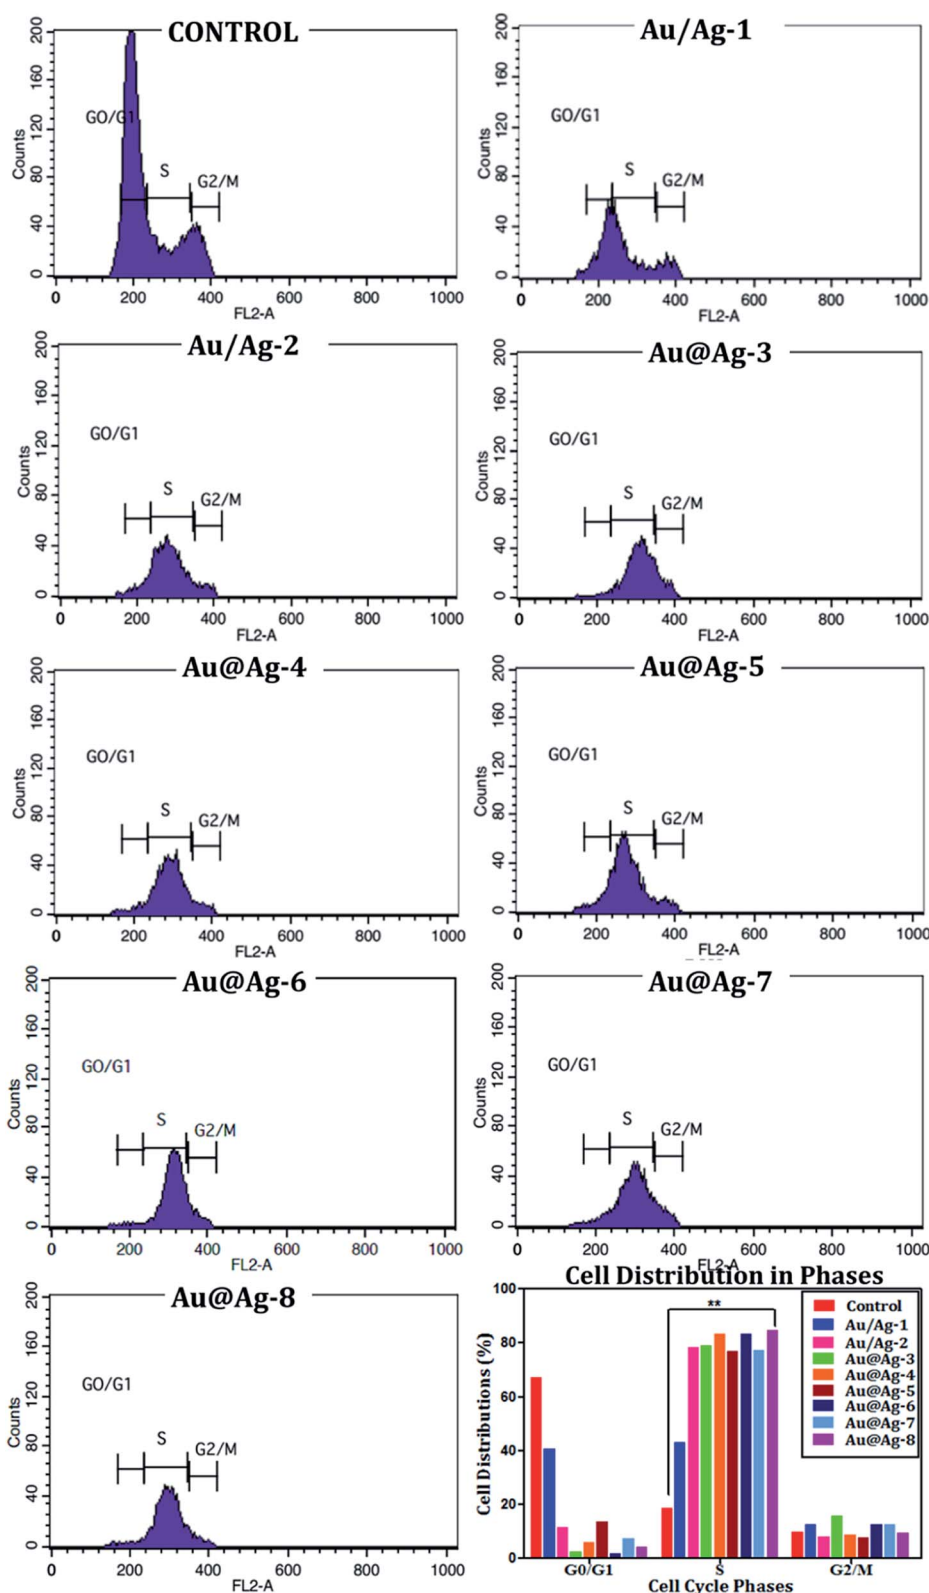 CONTROL
200
160
120
80
40
0
Counts
GO/G1
S
G2/M
0 200 400 600 800 1000
FL2-A
Au/Ag-1
200
160
120
80
40
0
Counts
GO/G1
S
G2/M
0 200 400 600 800 1000
FL2-A
Au/Ag-2
200
160
120
80
40
0
Counts
GO/G1
S
G2/M
0 200 400 600 800 1000
FL2-A
Au@Ag-3
200
160
120
80
40
0
Counts
GO/G1
S
G2/M
0 200 400 600 800 1000
FL2-A
Au@Ag-4
200
160
120
80
40
0
Counts
GO/G1
S
G2/M
0 200 400 600 800 1000
FL2-A
Au@Ag-5
200
160
120
80
40
0
Counts
GO/G1
S
G2/M
0 200 400 600 800 1000
FL2-A
Au@Ag-6
200
160
120
80
40
0
Counts
GO/G1
S
G2/M
0 200 400 600 800 1000
FL2-A
Au@Ag-7
200
160
120
80
40
0
Counts
GO/G1
S
G2/M
0 200 400 600 800 1000
FL2-A
Au@Ag-8
200
160
120
80
40
0
Counts
GO/G1
S
G2/M
0 200 400 600 800 1000
FL2-A
Cell Distribution in Phases
100
80
60
40
20
0
Cell Distributions (%)
**
Control
Au/Ag-1
Au/Ag-2
Au@Ag-3
Au@Ag-4
Au@Ag-5
Au@Ag-6
Au@Ag-7
Au@Ag-8
G0/G1 S G2/M
Cell Cycle Phases